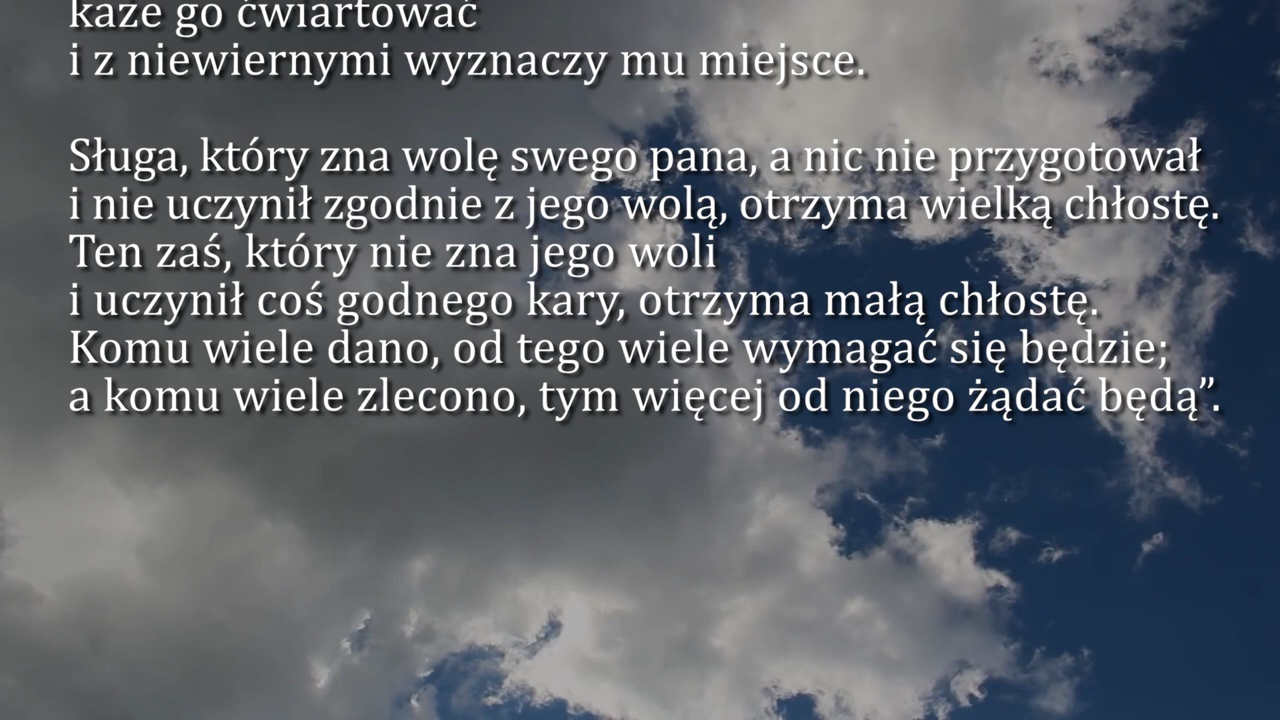 każe go ćwiartować
i z niewiernymi wyznaczy mu miejsce.
Sługa, który zna wolę swego pana, a nic nie przygotował
i nie uczynił zgodnie z jego wolą, otrzyma wielką chłostę.
Ten zaś, który nie zna jego woli
i uczynił coś godnego kary, otrzyma małą chłostę.
Komu wiele dano, od tego wiele wymagać się będzie;
a komu wiele zlecono, tym więcej od niego żądać będą”.